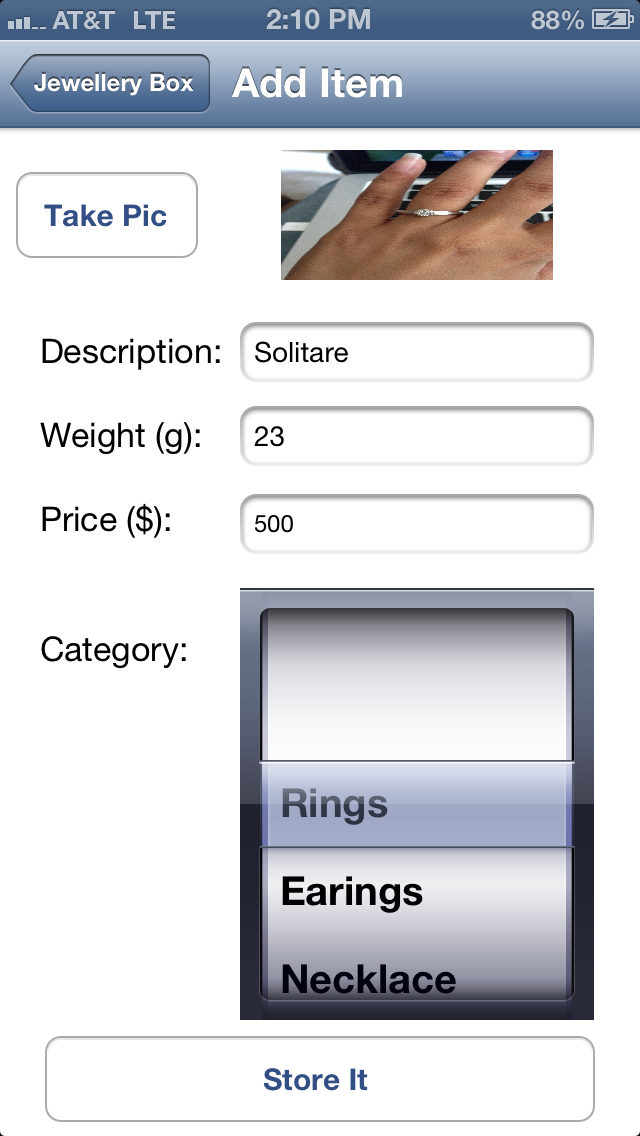 AT&T LTE 2:10 PM 88%
Jewellery Box Add Item
Take Pic
Description: Solitare
Weight (g): 23
Price ($): 500
Category:
Rings
Earings
Necklace
Store It